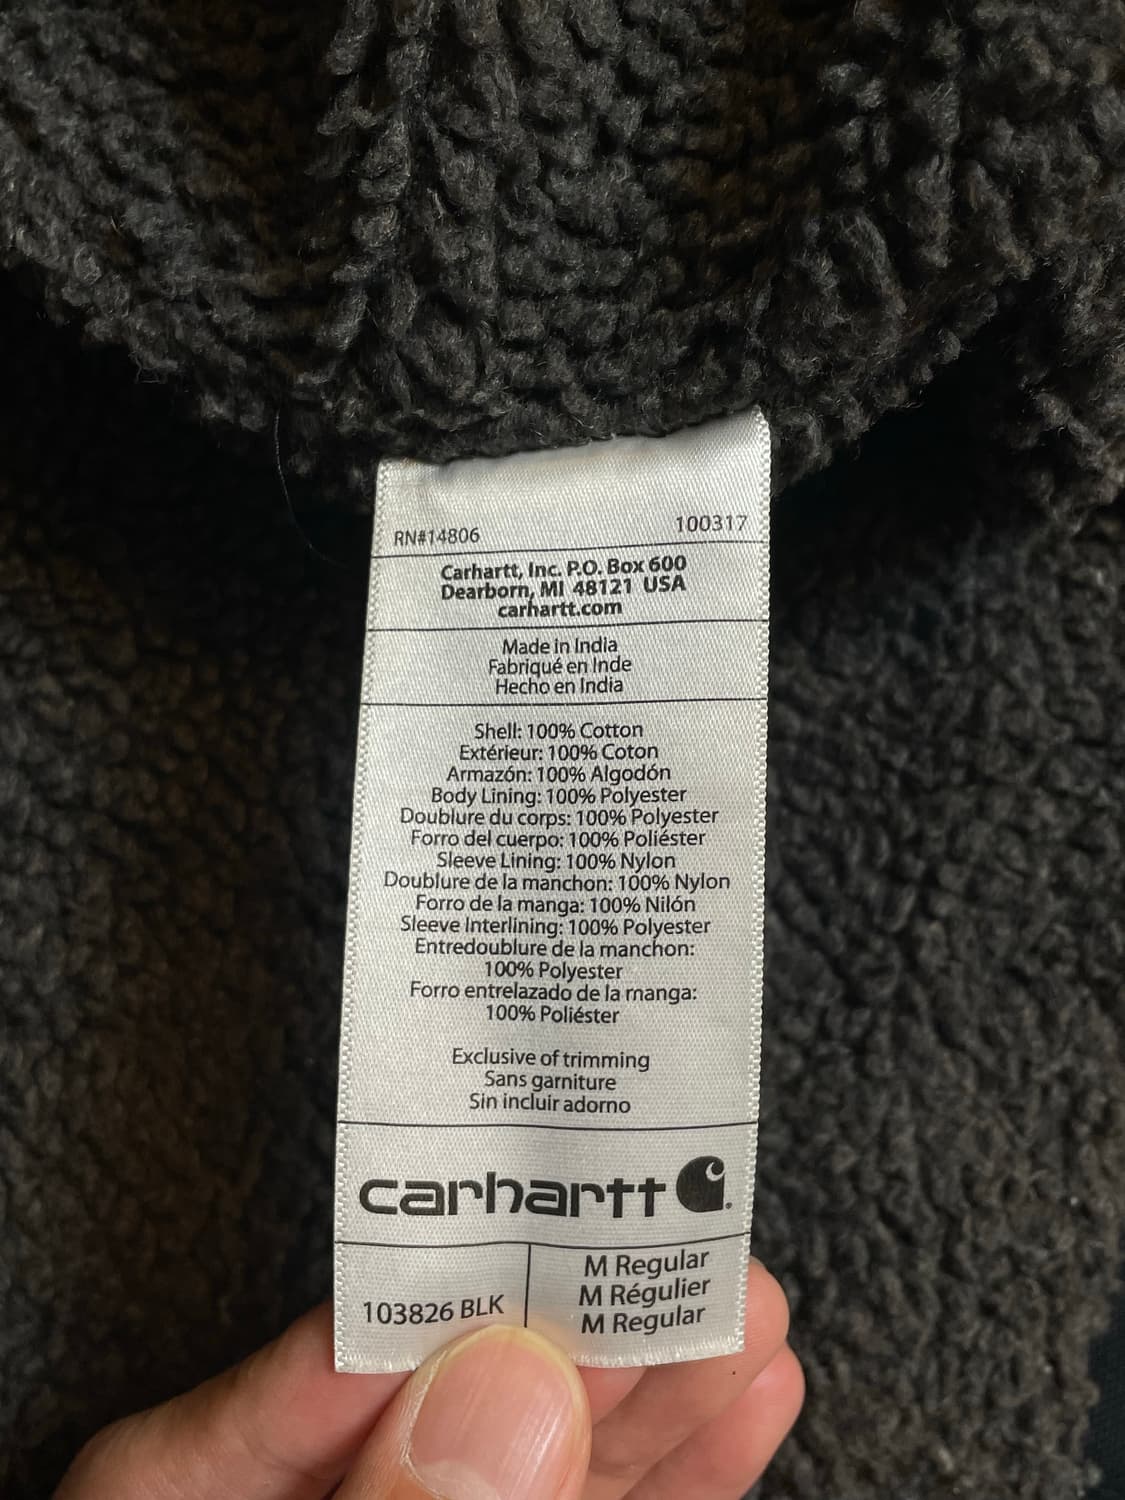 RN#14806 100317
Carhartt, Inc. P.O. Box 600
Dearborn, MI 48121 USA
carhartt.com
Made in India
Fabriqué en Inde
Hecho en India
Shell: 100% Cotton
Extérieur: 100% Coton
Armazón: 100% Algodón
Body Lining: 100% Polyester
Doublure du corps: 100% Polyester
Forro del cuerpo: 100% Poliéster
Sleeve Lining: 100% Nylon
Doublure de la manchon: 100% Nylon
Forro de la manga: 100% Nilón
Sleeve Interlining: 100% Polyester
Entredoublure de la manchon:
100% Polyester
Forro entrelazado de la manga:
100% Poliéster
Exclusive of trimming
Sans garniture
Sin incluir adorno
carhartt
M Regular
M Régulier
103826 BLK
M Regular